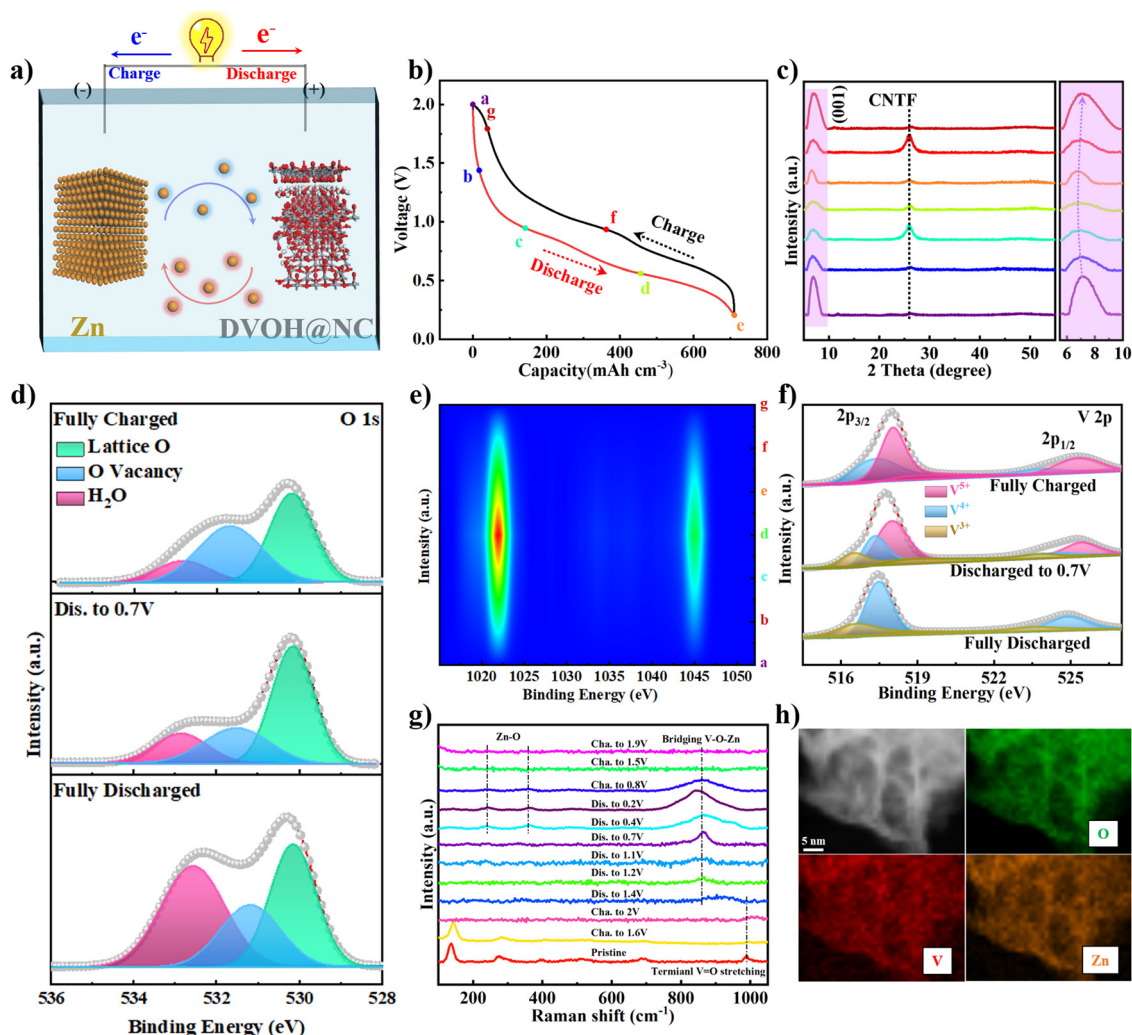 a)
e⁻
e⁻
Charge
Discharge
(-)
(+)
Zn
DVOH@NC
b)
Voltage (V)
2.0
1.5
1.0
0.5
0.0
a
g
b
c
f
d
e
Charge
Discharge
0 200 400 600 800
Capacity(mAh cm⁻³)
c)
Intensity (a.u.)
(001)
CNTF
10 20 30 40 50
6 8 10
2 Theta (degree)
d)
Intensity (a.u.)
Fully Charged
O 1s
Lattice O
O Vacancy
H₂O
Dis. to 0.7V
Fully Discharged
536 534 532 530 528
Binding Energy (eV)
e)
Intensity (a.u.)
g
f
e
d
c
b
a
1020 1025 1030 1035 1040 1045 1050
Binding Energy (eV)
f)
Intensity (a.u.)
2p₃/₂
V 2p
2p₁/₂
Fully Charged
V⁵⁺
V⁴⁺
V³⁺
Discharged to 0.7V
Fully Discharged
516 519 522 525
Binding Energy (eV)
g)
Intensity (a.u.)
Zn-O
Bridging V-O-Zn
Cha. to 1.9V
Cha. to 1.5V
Cha. to 0.8V
Dis. to 0.2V
Dis. to 0.4V
Dis. to 0.7V
Dis. to 1.1V
Dis. to 1.2V
Dis. to 1.4V
Cha. to 2V
Cha. to 1.6V
Pristine
Termianl V=O stretching
200 400 600 800 1000
Raman shift (cm⁻¹)
h)
5 nm
O
V
Zn